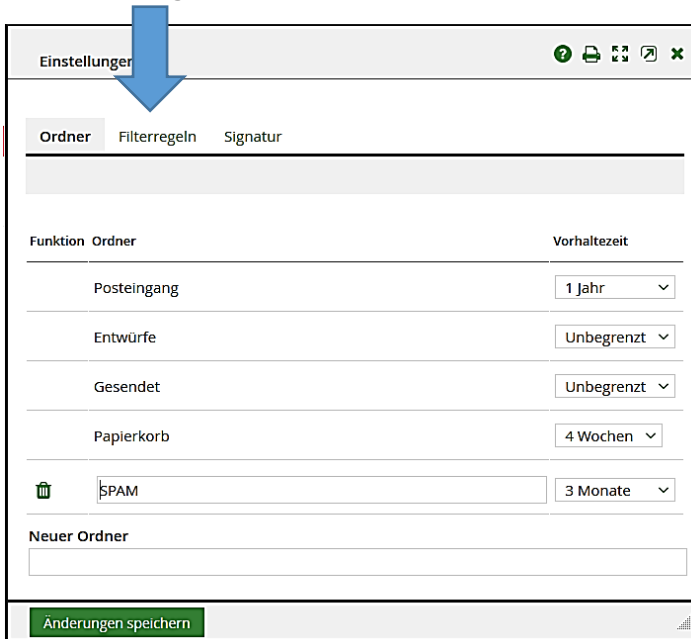 Einstellungen
Ordner Filterregeln Signatur
Funktion Ordner Vorhaltezeit
Posteingang 1 Jahr
Entwürfe Unbegrenzt
Gesendet Unbegrenzt
Papierkorb 4 Wochen
SPAM 3 Monate
Neuer Ordner
Änderungen speichern